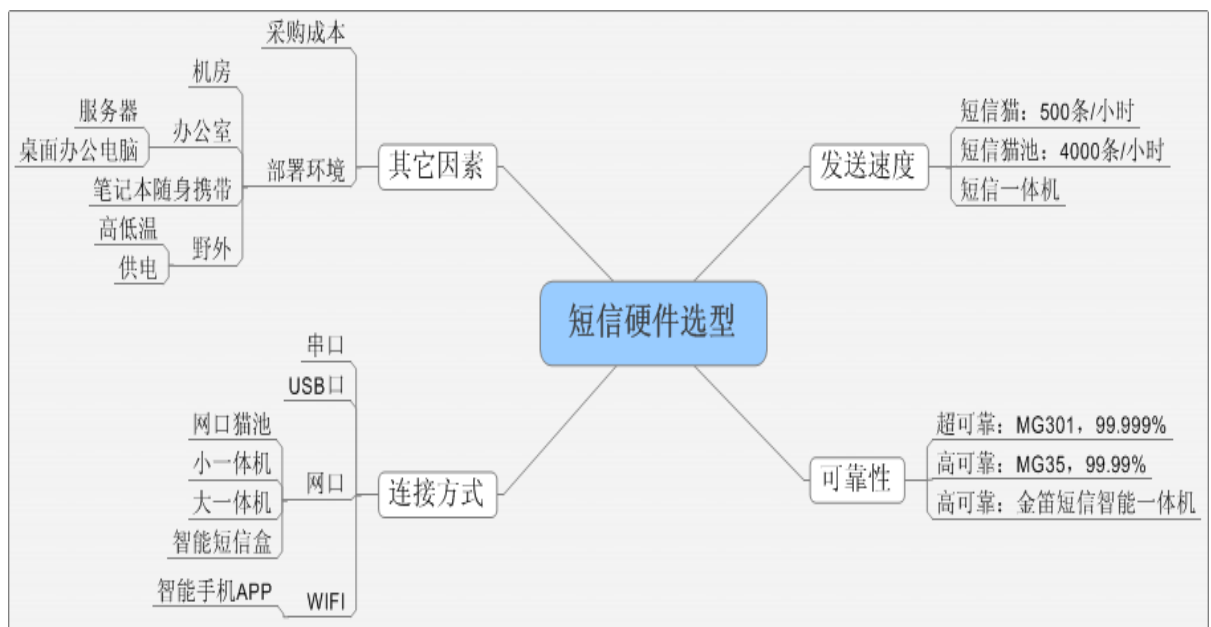 短信硬件选型
发送速度
短信猫：500条/小时
短信猫池：4000条/小时
短信一体机
可靠性
超可靠：MG301，99.999%
高可靠：MG35，99.99%
高可靠：金笛短信智能一体机
其它因素
采购成本
部署环境
机房
办公室
服务器
桌面办公电脑
笔记本随身携带
野外
高低温
供电
连接方式
串口
USB口
网口
网口猫池
小一体机
大一体机
智能短信盒
WIFI
智能手机APP